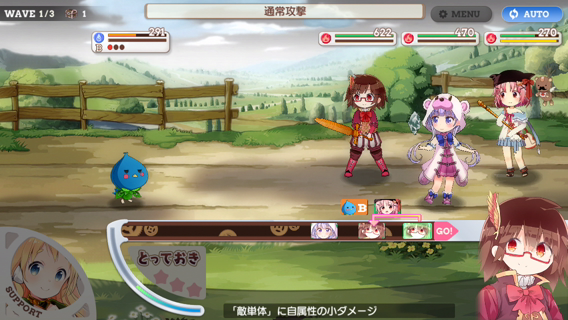 WAVE 1/3
1
通常攻撃
MENU
AUTO
291
B
622
470
270
B
GO!
とっておき
SUPPORT
「敵単体」に自属性の小ダメージ